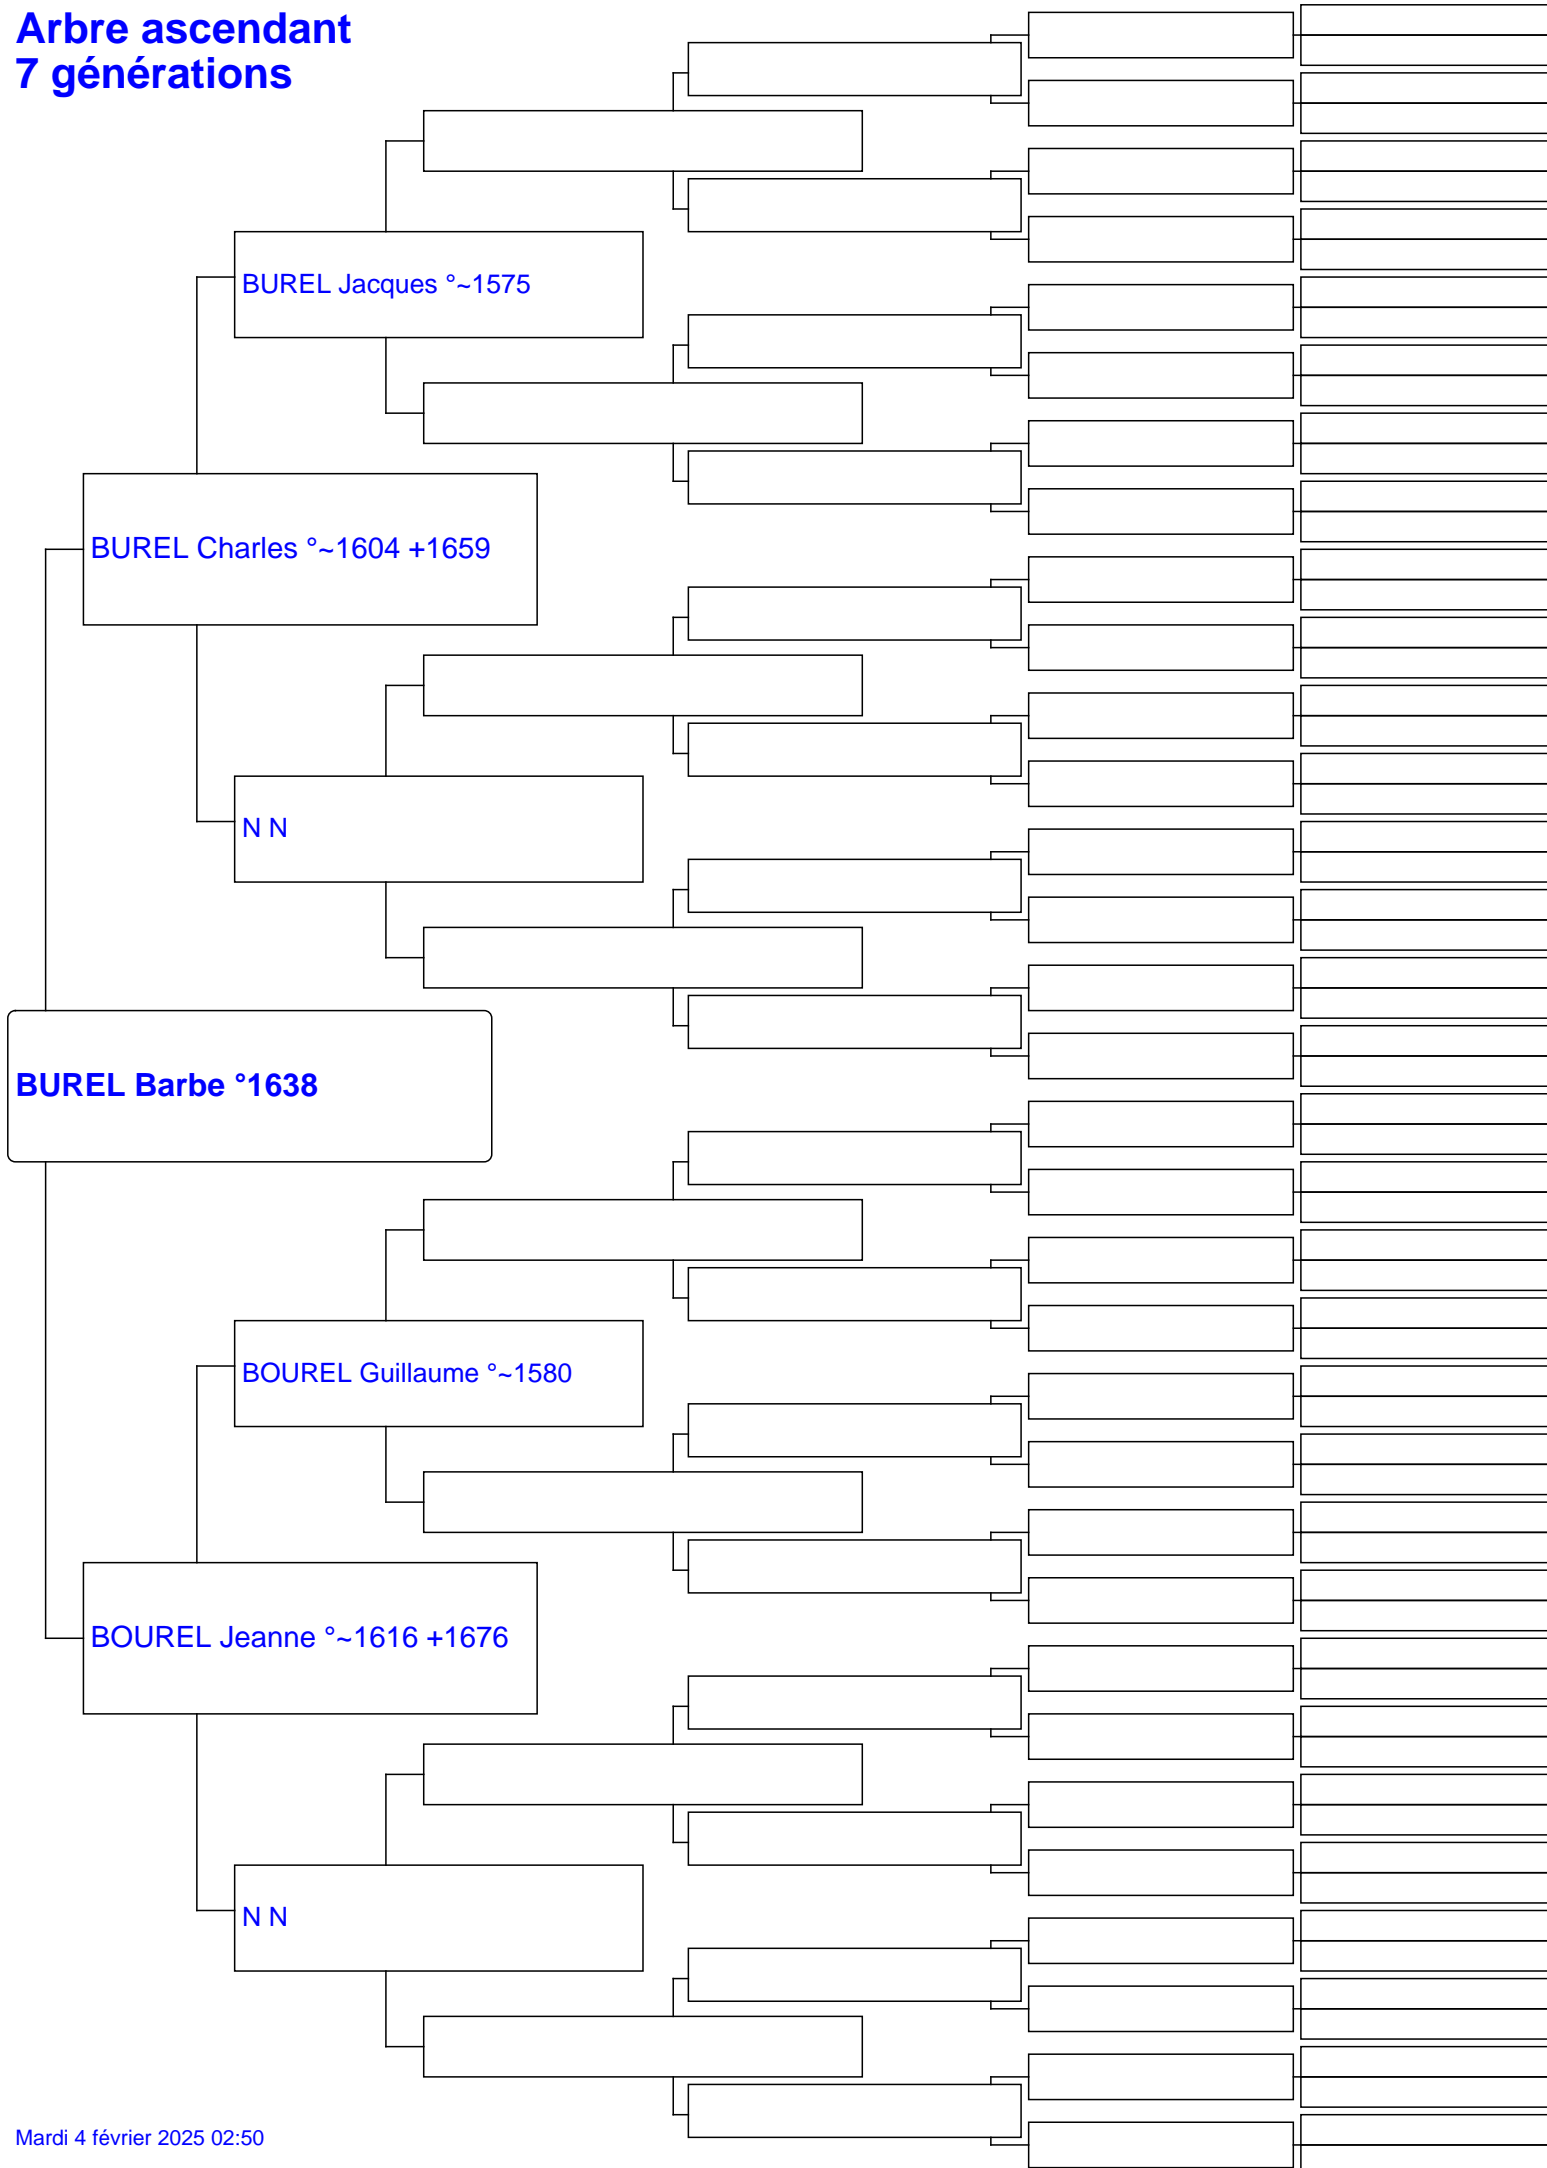 Arbre ascendant
7 générations
BUREL Jacques °~1575
BUREL Charles °~1604 +1659
N N
BUREL Barbe °1638
BOUREL Guillaume °~1580
BOUREL Jeanne °~1616 +1676
N N
Mardi 4 février 2025 02:50